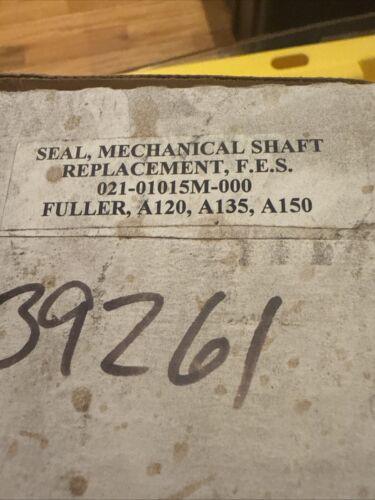 SEAL, MECHANICAL SHAFT
REPLACEMENT, F.E.S.
021-01015M-000
FULLER, A120, A135, A150
39261